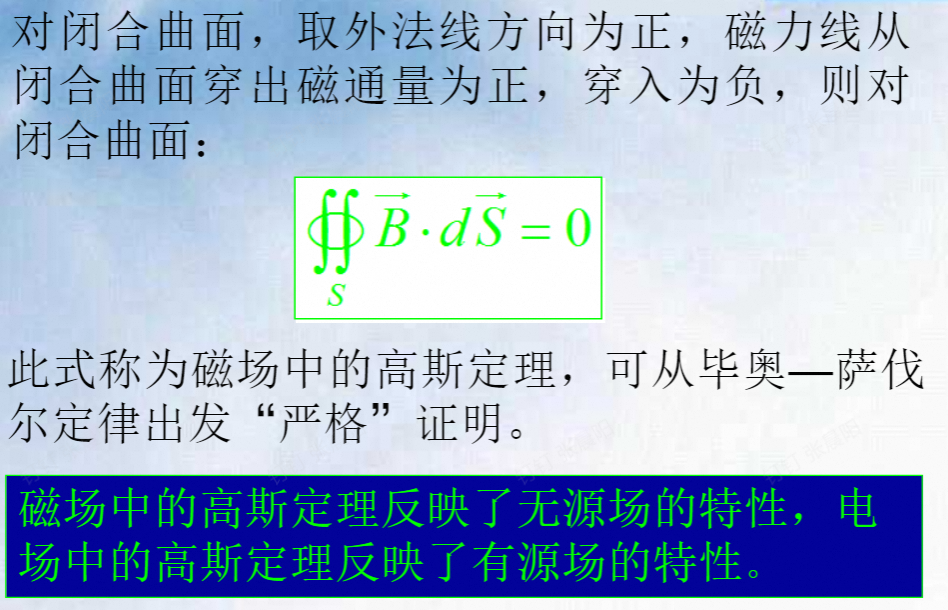 对闭合曲面，取外法线方向为正，磁力线从
闭合曲面穿出磁通量为正，穿入为负，则对
闭合曲面：
∯_S B⃗ · dS⃗ = 0
此式称为磁场中的高斯定理，可从毕奥—萨伐
尔定律出发“严格”证明。
磁场中的高斯定理反映了无源场的特性，电
场中的高斯定理反映了有源场的特性。